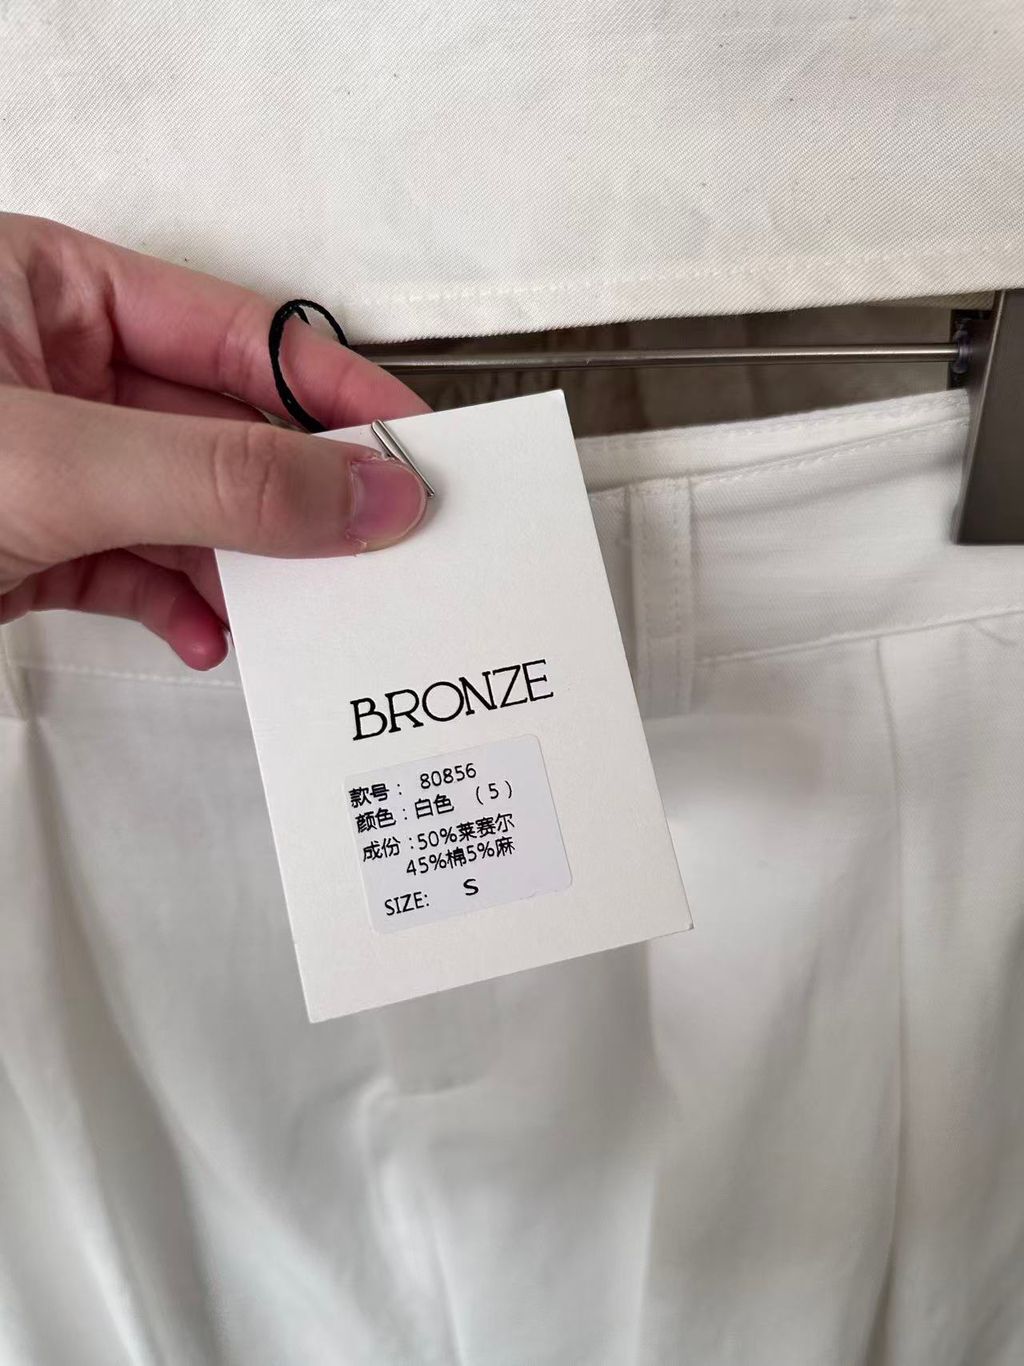 BRONZE
款号： 80856
颜色：白色 （5）
成份：50%莱赛尔
45%棉5%麻
SIZE: S